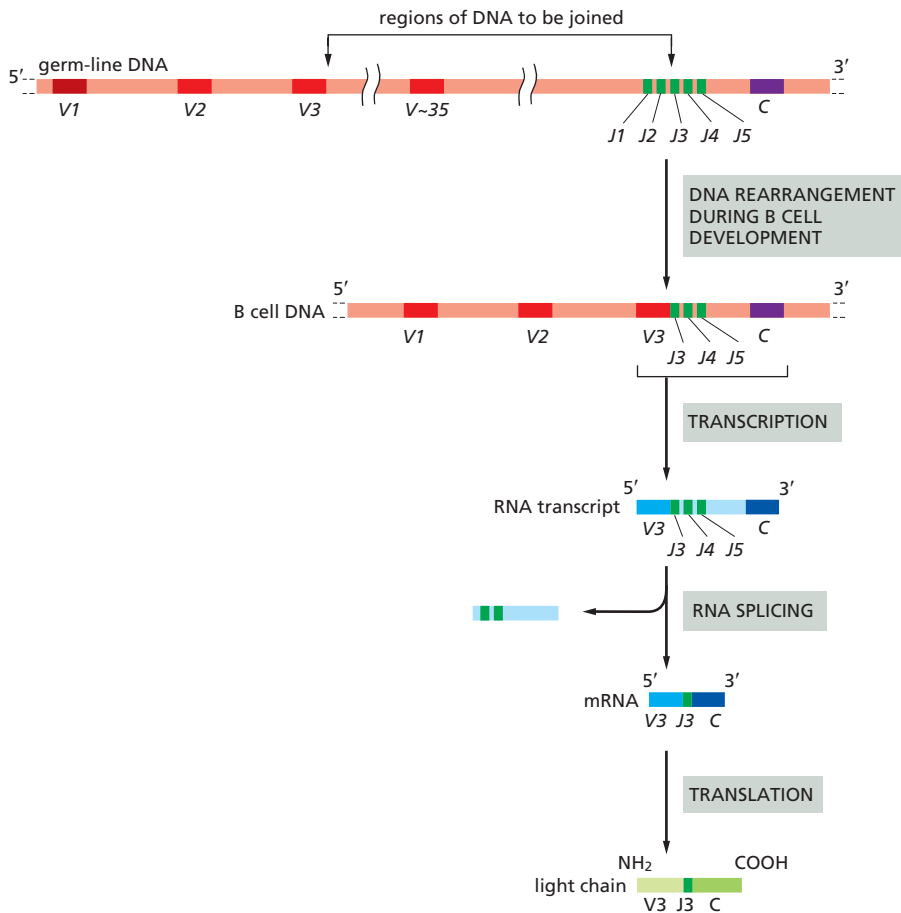 regions of DNA to be joined
germ-line DNA
5′ 3′
V1 V2 V3 V~35 C
J1 J2 J3 J4 J5
DNA REARRANGEMENT
DURING B CELL
DEVELOPMENT
5′ 3′
B cell DNA
V1 V2 V3 C
J3 J4 J5
TRANSCRIPTION
5′ 3′
RNA transcript
V3 C
J3 J4 J5
RNA SPLICING
5′ 3′
mRNA
V3 J3 C
TRANSLATION
NH₂ COOH
light chain
V3 J3 C